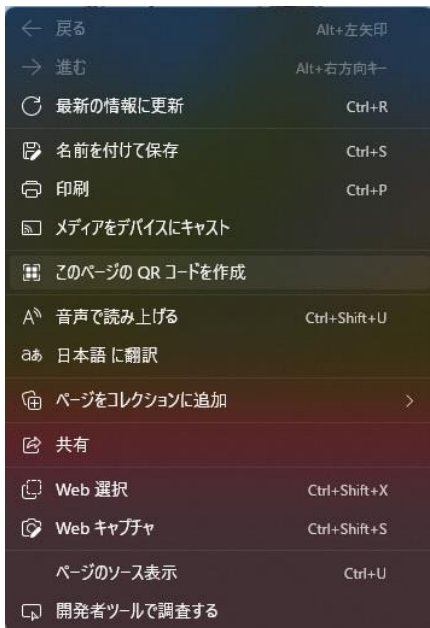 戻る Alt+左矢印
進む Alt+右方向キー
最新の情報に更新 Ctrl+R
名前を付けて保存 Ctrl+S
印刷 Ctrl+P
メディアをデバイスにキャスト
このページの QR コードを作成
音声で読み上げる Ctrl+Shift+U
日本語 に翻訳
ページをコレクションに追加
共有
Web 選択 Ctrl+Shift+X
Web キャプチャ Ctrl+Shift+S
ページのソース表示 Ctrl+U
開発者ツールで調査する